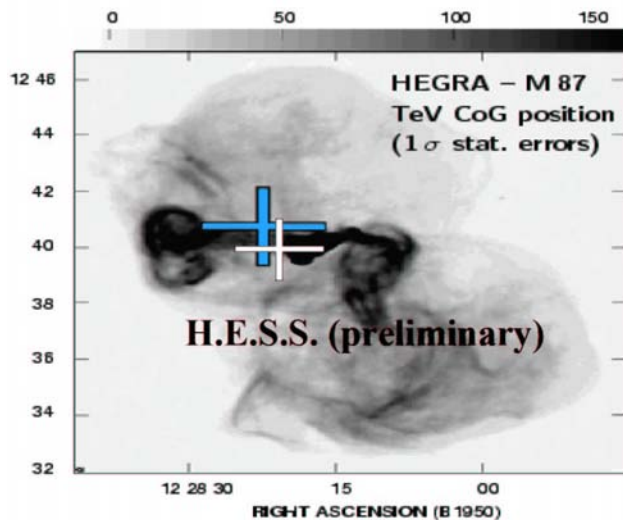 0 50 100 150
HEGRA – M 87
TeV CoG position
(1 σ stat. errors)
12 46
44
42
40
38
H.E.S.S. (preliminary)
36
34
32
12 28 30 15 00
RIGHT ASCENSION (B 1950)